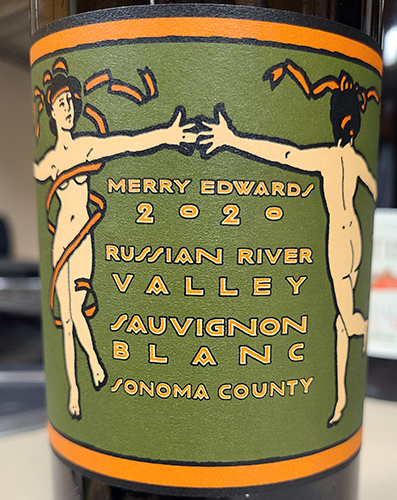 MERRY EDWARDS
2020
RUSSIAN RIVER
VALLEY
SAUVIGNON
BLANC
SONOMA COUNTY